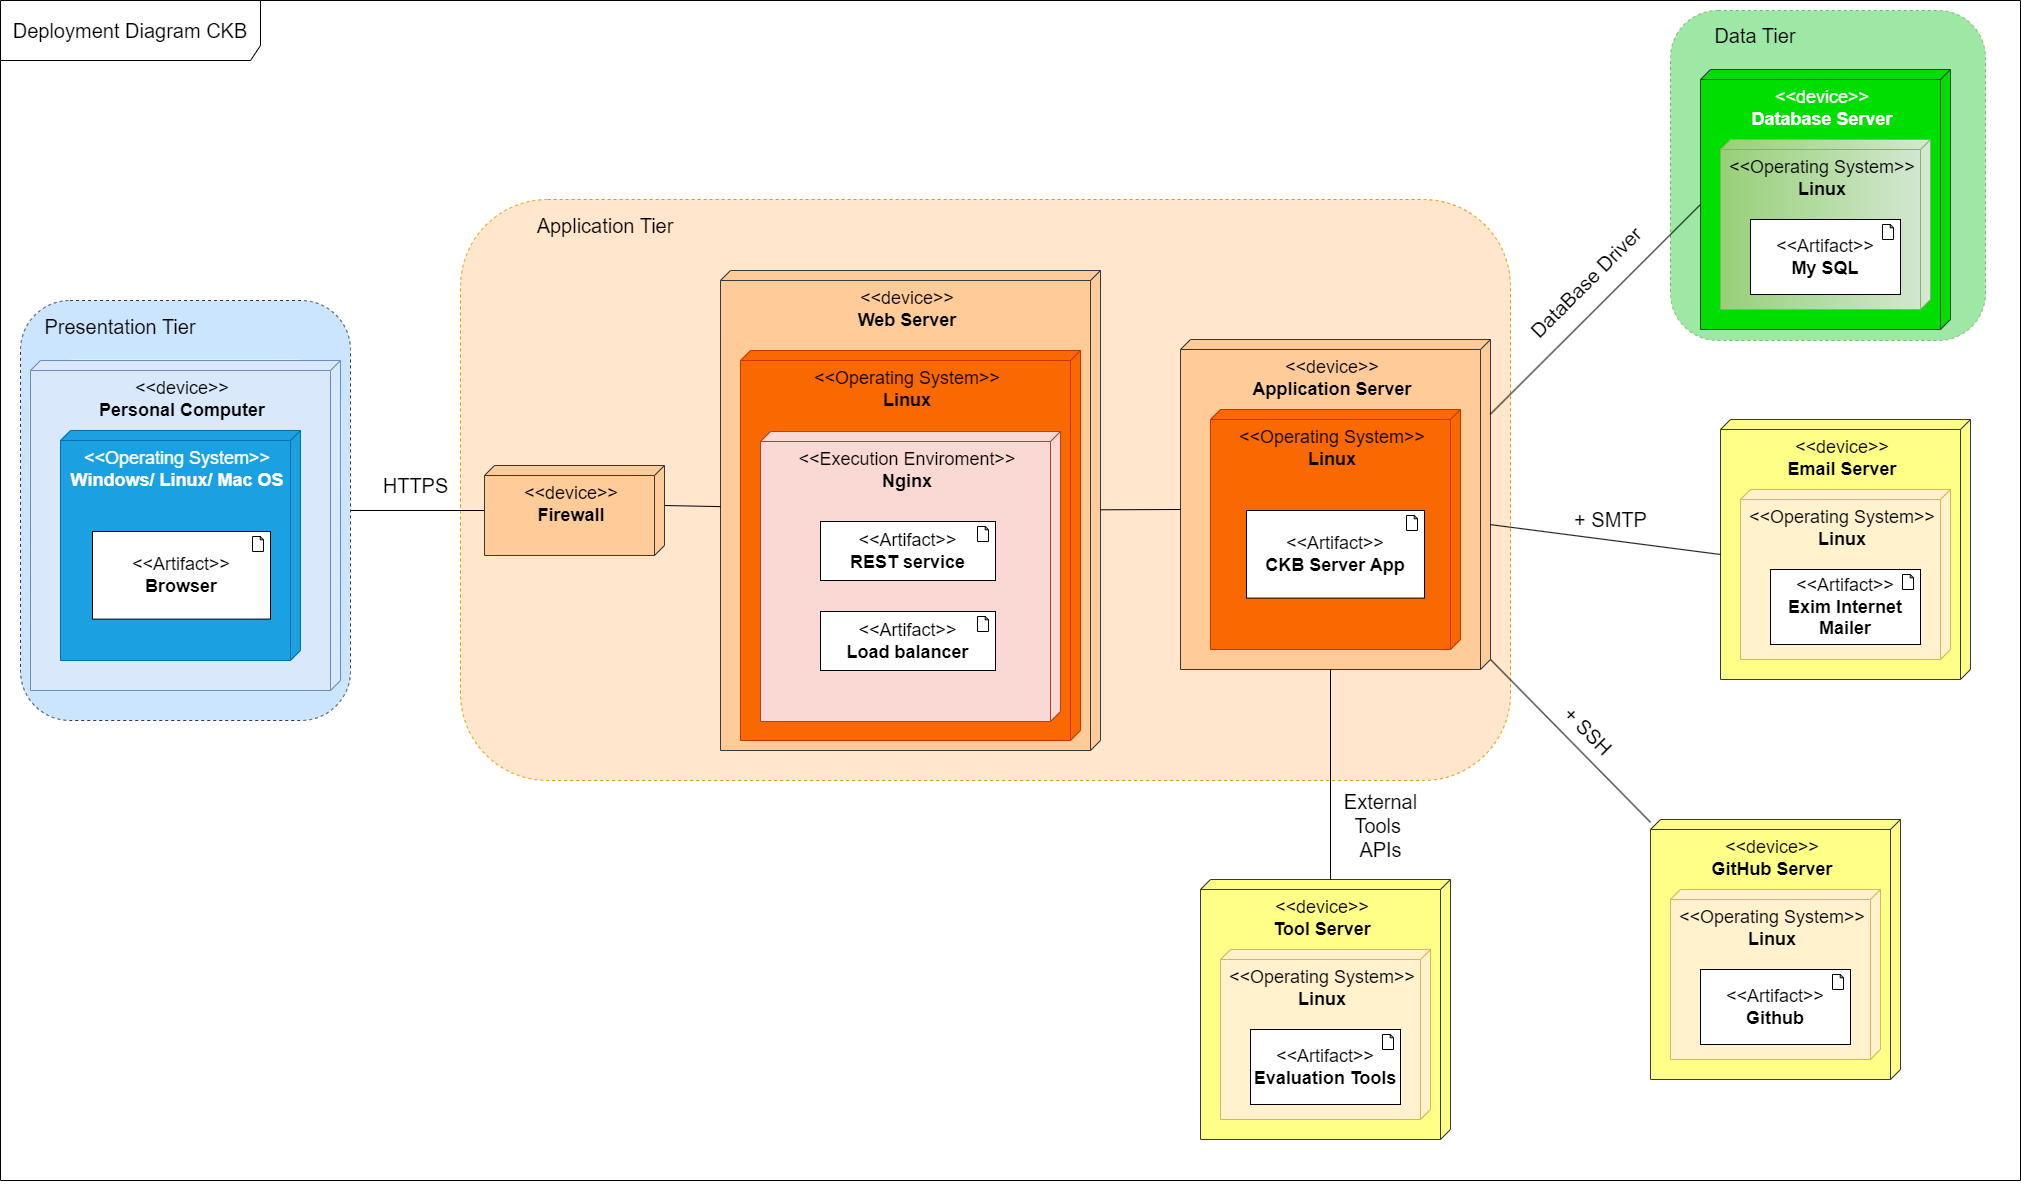 Deployment Diagram CKB
Presentation Tier
<<device>>
Personal Computer
<<Operating System>>
Windows/ Linux/ Mac OS
<<Artifact>>
Browser
HTTPS
Application Tier
<<device>>
Firewall
<<device>>
Web Server
<<Operating System>>
Linux
<<Execution Enviroment>>
Nginx
<<Artifact>>
REST service
<<Artifact>>
Load balancer
<<device>>
Application Server
<<Operating System>>
Linux
<<Artifact>>
CKB Server App
DataBase Driver
Data Tier
<<device>>
Database Server
<<Operating System>>
Linux
<<Artifact>>
My SQL
+ SMTP
<<device>>
Email Server
<<Operating System>>
Linux
<<Artifact>>
Exim Internet
Mailer
+ SSH
<<device>>
GitHub Server
<<Operating System>>
Linux
<<Artifact>>
Github
External
Tools
APIs
<<device>>
Tool Server
<<Operating System>>
Linux
<<Artifact>>
Evaluation Tools